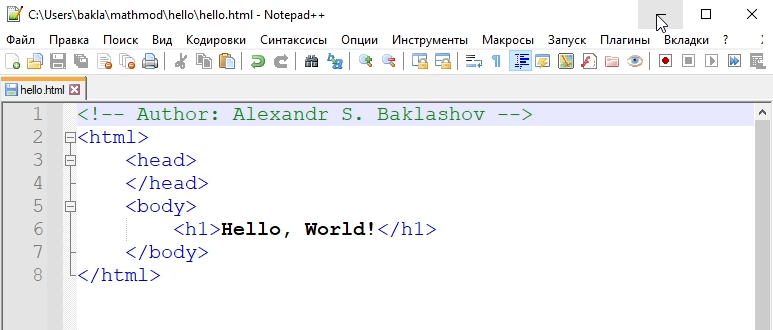 C:\Users\bakla\mathmod\hello\hello.html - Notepad++
Файл Правка Поиск Вид Кодировки Синтаксисы Опции Инструменты Макросы Запуск Плагины Вкладки ?
hello.html
1 <!-- Author: Alexandr S. Baklashov -->
2 <html>
3 <head>
4 </head>
5 <body>
6 <h1>Hello, World!</h1>
7 </body>
8 </html>